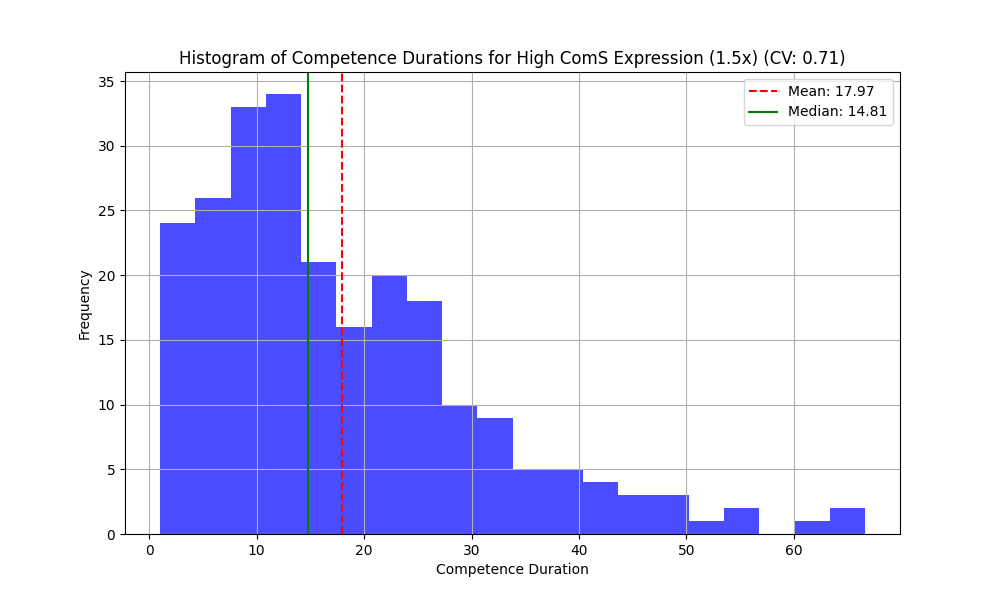 Histogram of Competence Durations for High ComS Expression (1.5x) (CV: 0.71)
Mean: 17.97
Median: 14.81
Frequency
35
30
25
20
15
10
5
0
0 10 20 30 40 50 60
Competence Duration